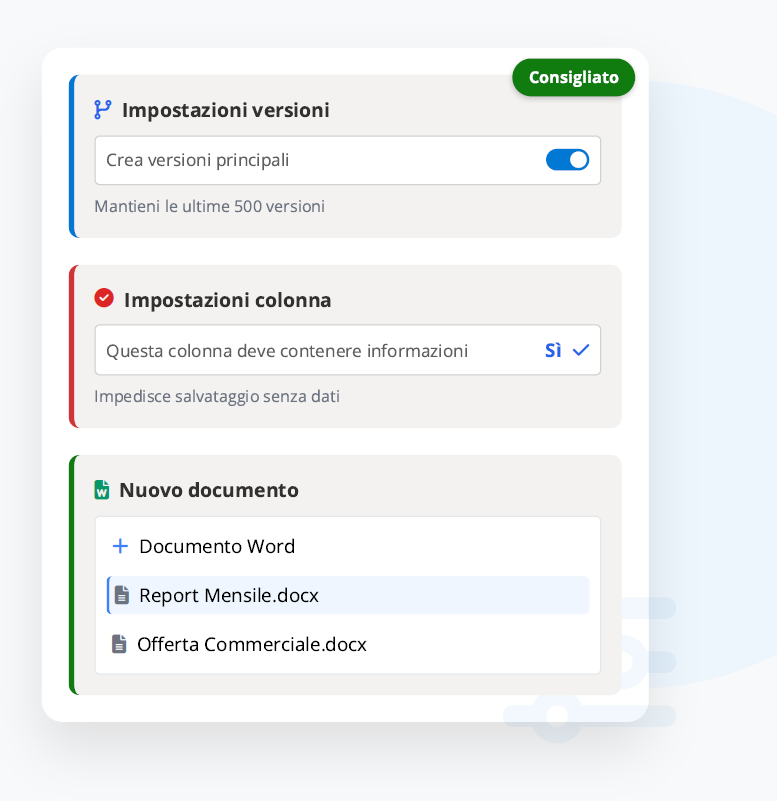 Consigliato
Impostazioni versioni
Crea versioni principali
Mantieni le ultime 500 versioni
Impostazioni colonna
Questa colonna deve contenere informazioni Sì
Impedisce salvataggio senza dati
Nuovo documento
Documento Word
Report Mensile.docx
Offerta Commerciale.docx